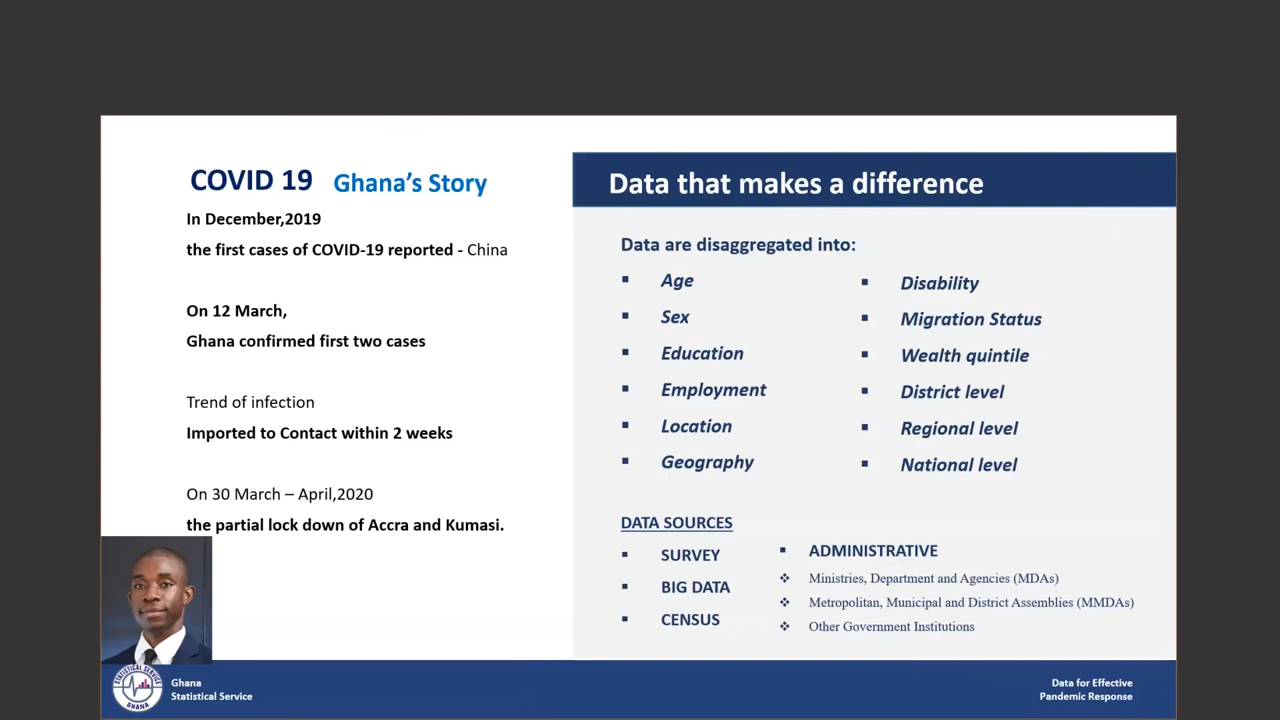 COVID 19 Ghana's Story
In December,2019
the first cases of COVID-19 reported - China
On 12 March,
Ghana confirmed first two cases
Trend of infection
Imported to Contact within 2 weeks
On 30 March – April,2020
the partial lock down of Accra and Kumasi.
Data that makes a difference
Data are disaggregated into:
Age
Sex
Education
Employment
Location
Geography
Disability
Migration Status
Wealth quintile
District level
Regional level
National level
DATA SOURCES
SURVEY
BIG DATA
CENSUS
ADMINISTRATIVE
Ministries, Department and Agencies (MDAs)
Metropolitan, Municipal and District Assemblies (MMDAs)
Other Government Institutions
STATISTICAL SERVICE
GHANA
Ghana
Statistical Service
Data for Effective
Pandemic Response